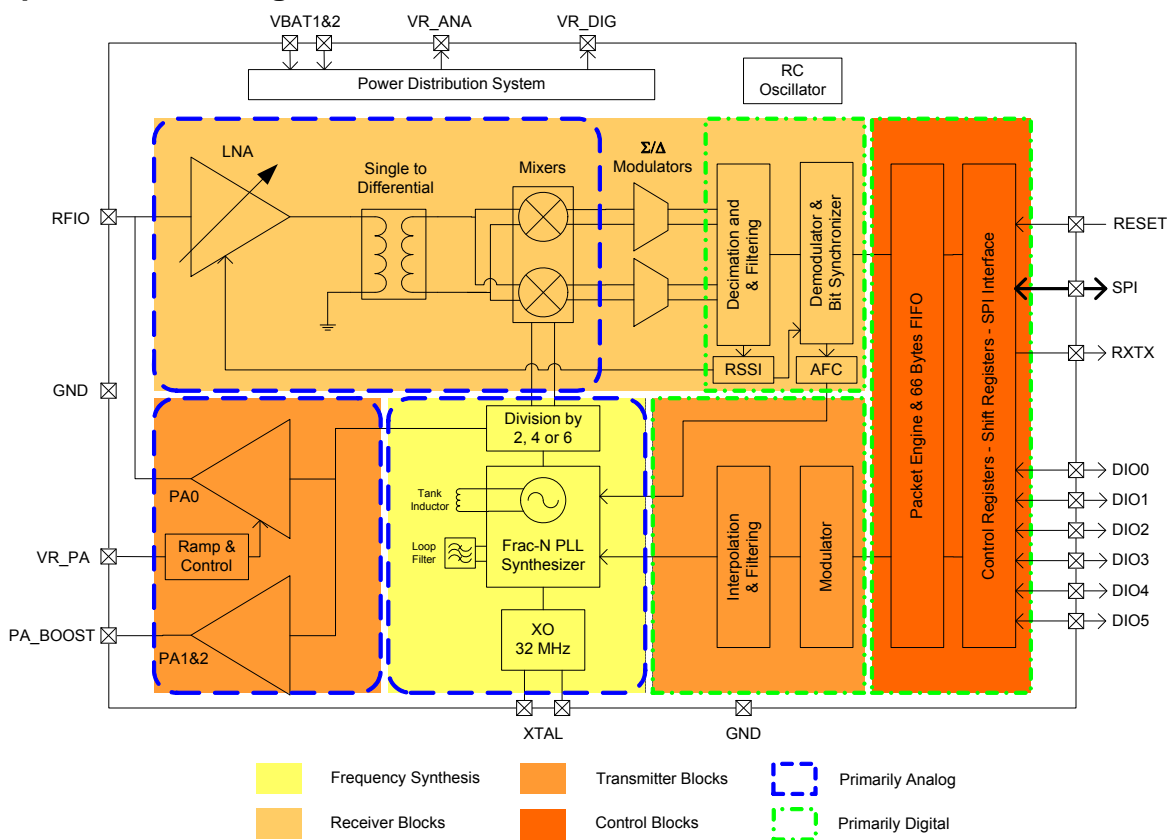 VBAT1&2
VR_ANA
VR_DIG
Power Distribution System
RC
Oscillator
LNA
Single to
Differential
Mixers
Σ/Δ
Modulators
Decimation and
& Filtering
Demodulator &
Bit Synchronizer
RSSI
AFC
Packet Engine & 66 Bytes FIFO
Control Registers - Shift Registers - SPI Interface
RFIO
GND
VR_PA
PA_BOOST
RESET
SPI
RXTX
DIO0
DIO1
DIO2
DIO3
DIO4
DIO5
PA0
Ramp &
Control
PA1&2
Division by
2, 4 or 6
Tank
Inductor
Loop
Filter
Frac-N PLL
Synthesizer
XO
32 MHz
Interpolation
& Filtering
Modulator
XTAL
GND
Frequency Synthesis
Transmitter Blocks
Primarily Analog
Receiver Blocks
Control Blocks
Primarily Digital